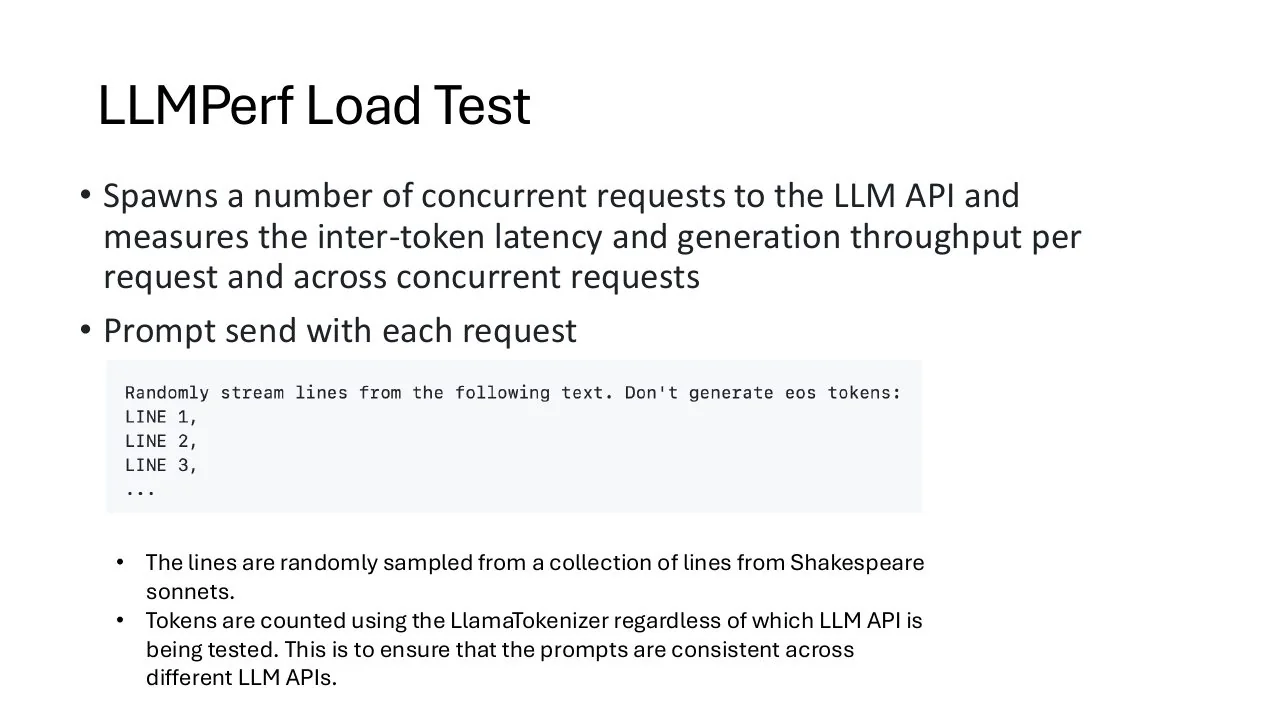 LLMPerf Load Test
• Spawns a number of concurrent requests to the LLM API and
measures the inter-token latency and generation throughput per
request and across concurrent requests
• Prompt send with each request
Randomly stream lines from the following text. Don't generate eos tokens:
LINE 1,
LINE 2,
LINE 3,
...
• The lines are randomly sampled from a collection of lines from Shakespeare
sonnets.
• Tokens are counted using the LlamaTokenizer regardless of which LLM API is
being tested. This is to ensure that the prompts are consistent across
different LLM APIs.